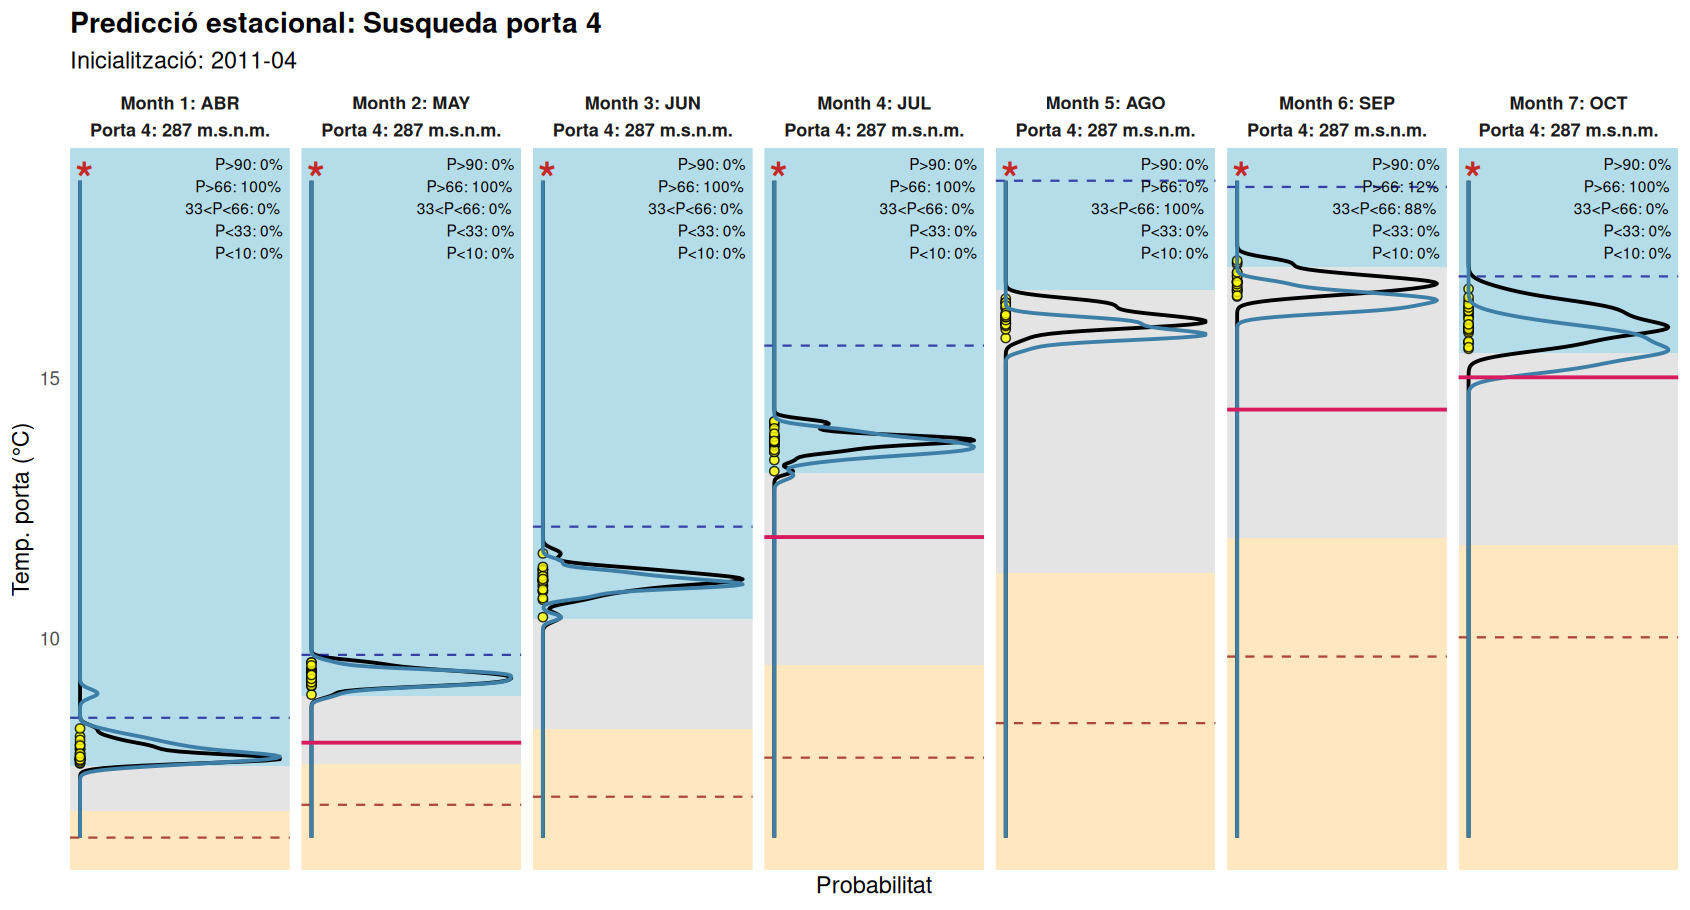 Predicció estacional: Susqueda porta 4
Inicialització: 2011-04
Month 1: ABR
Porta 4: 287 m.s.n.m.
Month 2: MAY
Porta 4: 287 m.s.n.m.
Month 3: JUN
Porta 4: 287 m.s.n.m.
Month 4: JUL
Porta 4: 287 m.s.n.m.
Month 5: AGO
Porta 4: 287 m.s.n.m.
Month 6: SEP
Porta 4: 287 m.s.n.m.
Month 7: OCT
Porta 4: 287 m.s.n.m.
*
P>90: 0%
P>66: 100%
33<P<66: 0%
P<33: 0%
P<10: 0%
*
P>90: 0%
P>66: 100%
33<P<66: 0%
P<33: 0%
P<10: 0%
*
P>90: 0%
P>66: 100%
33<P<66: 0%
P<33: 0%
P<10: 0%
*
P>90: 0%
P>66: 100%
33<P<66: 0%
P<33: 0%
P<10: 0%
*
P>90: 0%
P>66: 0%
33<P<66: 100%
P<33: 0%
P<10: 0%
*
P>90: 0%
P>66: 12%
33<P<66: 88%
P<33: 0%
P<10: 0%
*
P>90: 0%
P>66: 100%
33<P<66: 0%
P<33: 0%
P<10: 0%
15
10
Temp. porta (°C)
Probabilitat